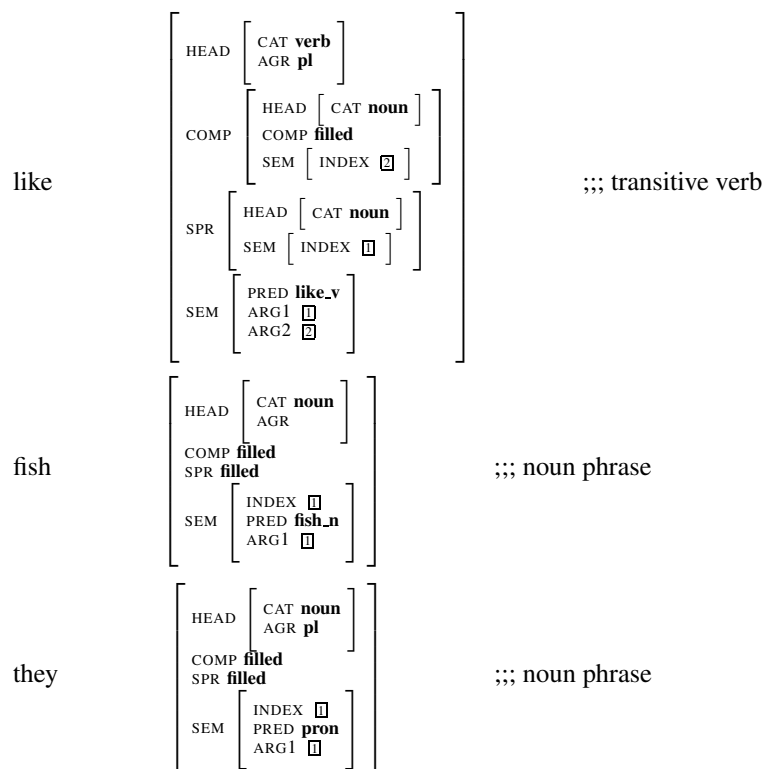 HEAD CAT verb
AGR pl
COMP HEAD CAT noun
COMP filled
SEM INDEX 2
like ;;; transitive verb
SPR HEAD CAT noun
SEM INDEX 1
SEM PRED like_v
ARG1 1
ARG2 2
HEAD CAT noun
AGR
COMP filled
SPR filled
fish ;;; noun phrase
SEM INDEX 1
PRED fish_n
ARG1 1
HEAD CAT noun
AGR pl
COMP filled
SPR filled
they ;;; noun phrase
SEM INDEX 1
PRED pron
ARG1 1